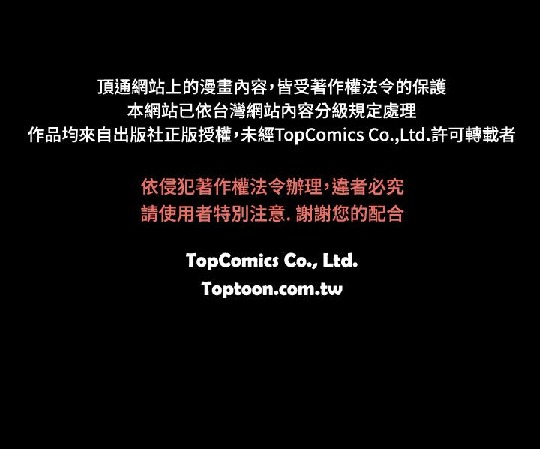 頂通網站上的漫畫內容,皆受著作權法令的保護
本網站已依台灣網站內容分級規定處理
作品均來自出版社正版授權,未經TopComics Co.,Ltd.許可轉載者
依侵犯著作權法令辦理,違者必究
請使用者特別注意. 謝謝您的配合
TopComics Co., Ltd.
Toptoon.com.tw